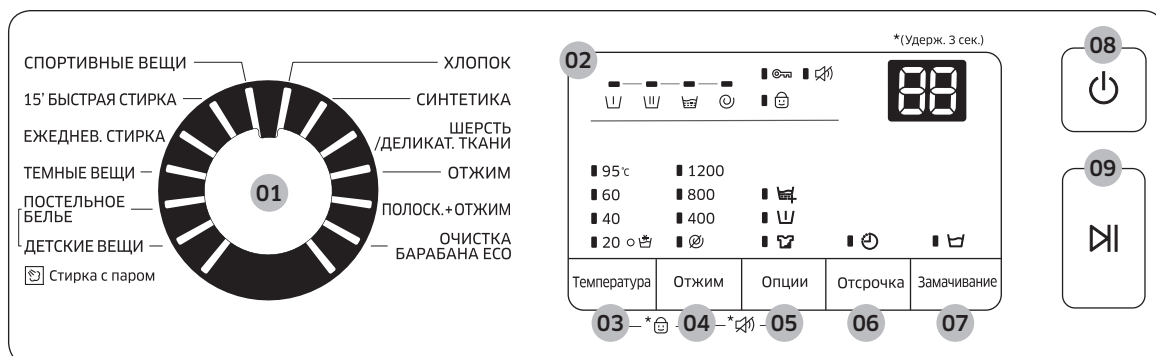 *(Удерж. 3 сек.)
02
08
СПОРТИВНЫЕ ВЕЩИ
ХЛОПОК
88
15’ БЫСТРАЯ СТИРКА
СИНТЕТИКА
ЕЖЕДНЕВ. СТИРКА
ШЕРСТЬ
/ДЕЛИКАТ. ТКАНИ
ТЕМНЫЕ ВЕЩИ
ОТЖИМ
01
09
ПОСТЕЛЬНОЕ
БЕЛЬЕ
ПОЛОСК.+ОТЖИМ
ДЕТСКИЕ ВЕЩИ
ОЧИСТКА
БАРАБАНА ECO
Стирка с паром
95℃ 1200
60 800
40 400
20
Температура Отжим Опции Отсрочка Замачивание
03 * 04 * 05 06 07